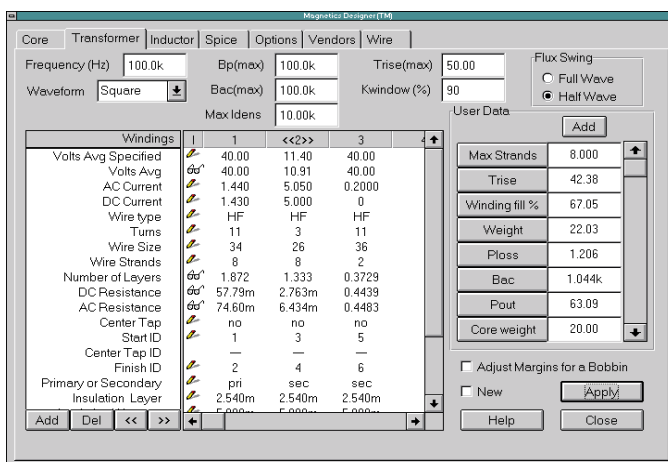 Magnetics Designer(TM)
Core Transformer Inductor Spice Options Vendors Wire
Frequency (Hz) 100.0k Bp(max) 100.0k Trise(max) 50.00 Flux Swing
Waveform Square Bac(max) 100.0k Kwindow (%) 90 Full Wave
Max Idens 10.00k Half Wave
User Data
Add
Windings I 1 <<2>> 3 4
Volts Avg Specified 40.00 11.40 40.00
Volts Avg 40.00 10.91 40.00
AC Current 1.440 5.050 0.2000
DC Current 1.430 5.000 0
Wire type HF HF HF
Turns 11 3 11
Wire Size 34 26 36
Wire Strands 8 8 2
Number of Layers 1.872 1.333 0.3729
DC Resistance 57.79m 2.763m 0.4439
AC Resistance 74.60m 6.434m 0.4483
Center Tap no no no
Start ID 1 3 5
Center Tap ID — — —
Finish ID 2 4 6
Primary or Secondary pri sec sec
Insulation Layer 2.540m 2.540m 2.540m
Max Strands 8.000
Trise 42.38
Winding fill % 67.05
Weight 22.03
Ploss 1.206
Bac 1.044k
Pout 63.09
Core weight 20.00
Adjust Margins for a Bobbin
New Apply
Add Del << >> Help Close